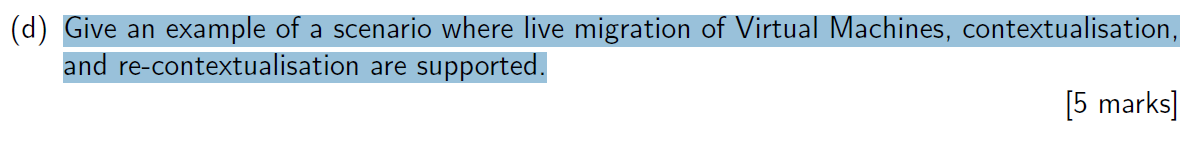 (d) Give an example of a scenario where live migration of Virtual Machines, contextualisation,
and re-contextualisation are supported.
[5 marks]